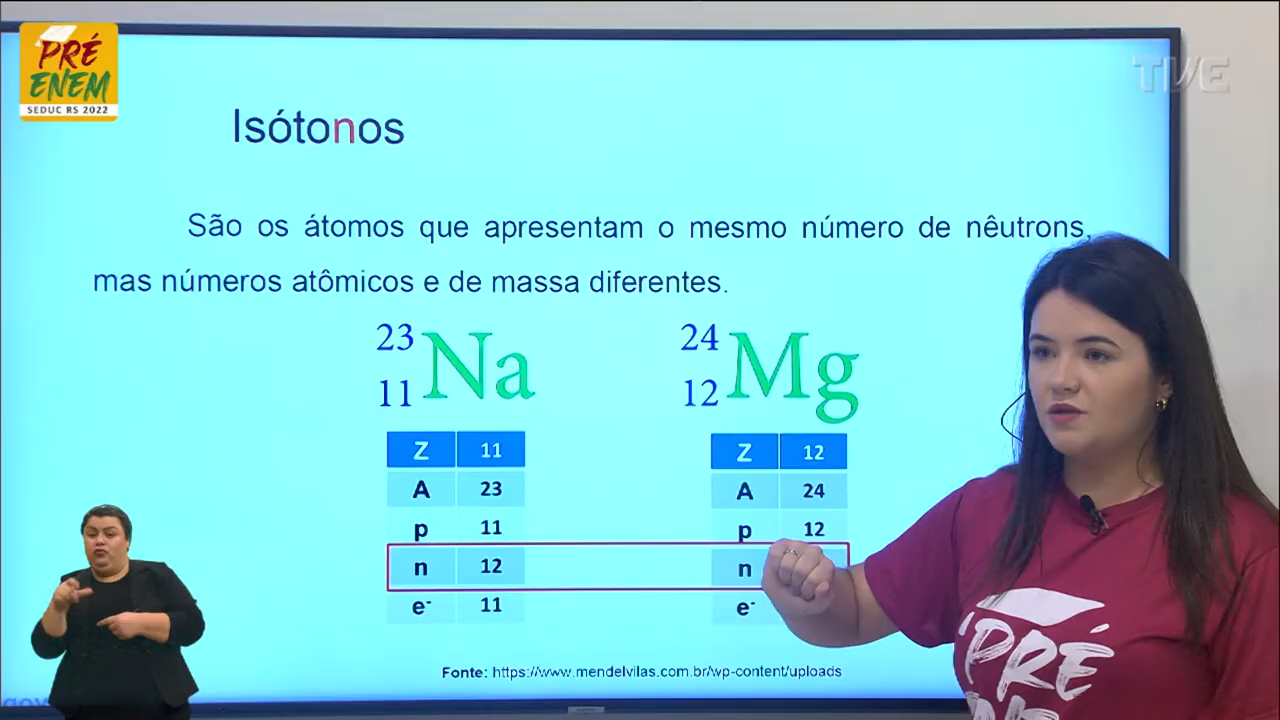 PRÉ
ENEM
SEDUC RS 2022
TVE
Isótonos
São os átomos que apresentam o mesmo número de nêutrons,
mas números atômicos e de massa diferentes.
23
11 Na
24
12 Mg
Z 11
A 23
p 11
n 12
e- 11
Z 12
A 24
p 12
n
e-
Fonte: https://www.mendelvilas.com.br/wp-content/uploads
gov
PRÉ